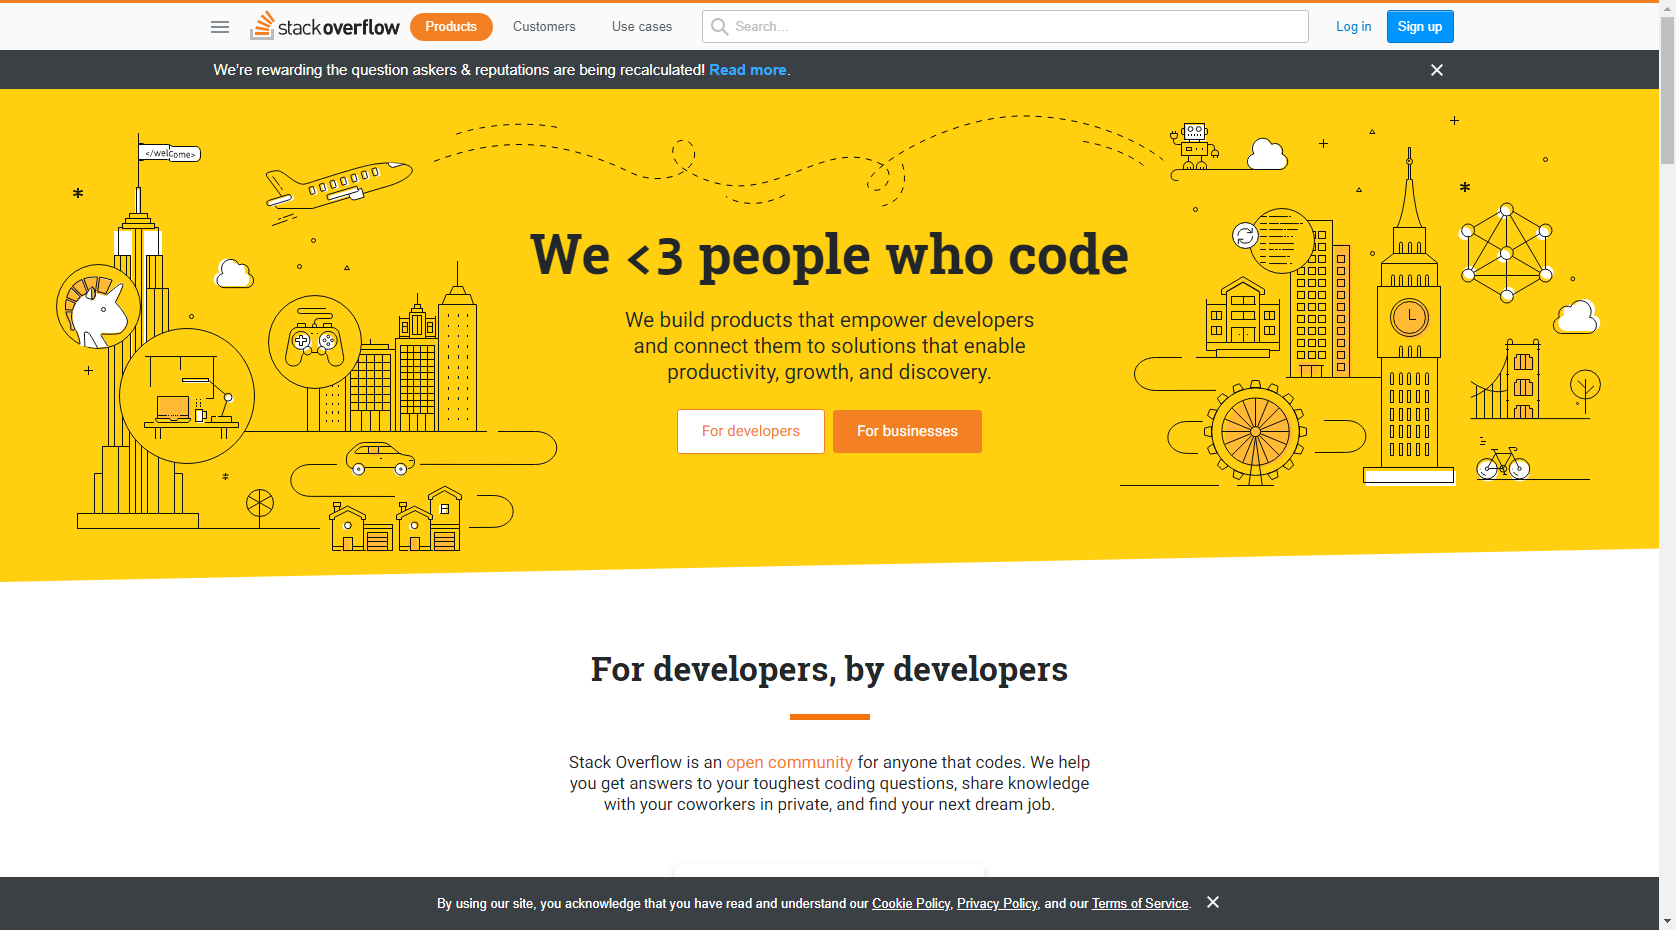 stack overflow
Products
Customers
Use cases
Search...
Log in
Sign up
We're rewarding the question askers & reputations are being recalculated! Read more.
</welcome>
We <3 people who code
We build products that empower developers
and connect them to solutions that enable
productivity, growth, and discovery.
For developers
For businesses
For developers, by developers
Stack Overflow is an open community for anyone that codes. We help
you get answers to your toughest coding questions, share knowledge
with your coworkers in private, and find your next dream job.
By using our site, you acknowledge that you have read and understand our Cookie Policy, Privacy Policy, and our Terms of Service.